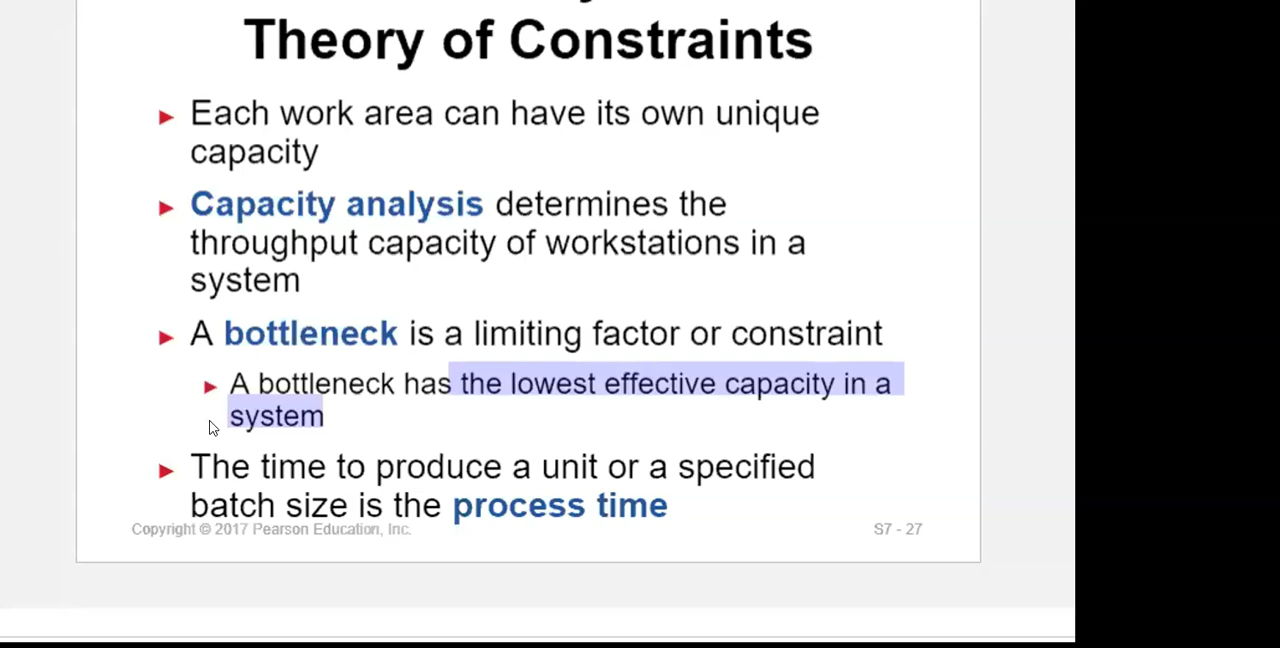 Theory of Constraints
Each work area can have its own unique
capacity
Capacity analysis determines the
throughput capacity of workstations in a
system
A bottleneck is a limiting factor or constraint
A bottleneck has the lowest effective capacity in a
system
The time to produce a unit or a specified
batch size is the process time
Copyright © 2017 Pearson Education, Inc.
S7 - 27